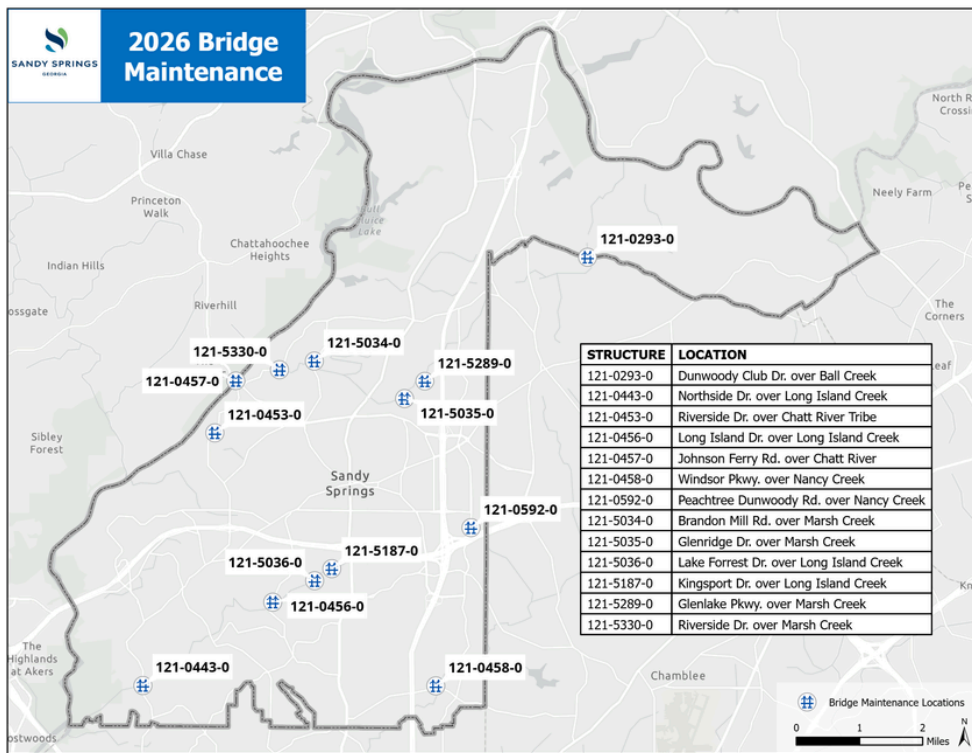 SANDY SPRINGS
GEORGIA
2026 Bridge
Maintenance
North R
Crossin
Villa Chase
Princeton
Walk
Neely Farm
Bull
Sluice
Lake
Chattahoochee
Heights
121-0293-0
Indian Hills
ossgate
Riverhill
The
Corners
121-5330-0
121-5034-0
121-0457-0
121-5289-0
121-5035-0
121-0453-0
Sibley
Forest
Sandy
Springs
121-0592-0
121-5187-0
121-5036-0
121-0456-0
The
Highlands
at Akers
121-0443-0
121-0458-0
Chamblee
ostwoods
STRUCTURE LOCATION
121-0293-0 Dunwoody Club Dr. over Ball Creek
121-0443-0 Northside Dr. over Long Island Creek
121-0453-0 Riverside Dr. over Chatt River Tribe
121-0456-0 Long Island Dr. over Long Island Creek
121-0457-0 Johnson Ferry Rd. over Chatt River
121-0458-0 Windsor Pkwy. over Nancy Creek
121-0592-0 Peachtree Dunwoody Rd. over Nancy Creek
121-5034-0 Brandon Mill Rd. over Marsh Creek
121-5035-0 Glenridge Dr. over Marsh Creek
121-5036-0 Lake Forrest Dr. over Long Island Creek
121-5187-0 Kingsport Dr. over Long Island Creek
121-5289-0 Glenlake Pkwy. over Marsh Creek
121-5330-0 Riverside Dr. over Marsh Creek
Bridge Maintenance Locations
0 1 2
Miles
N